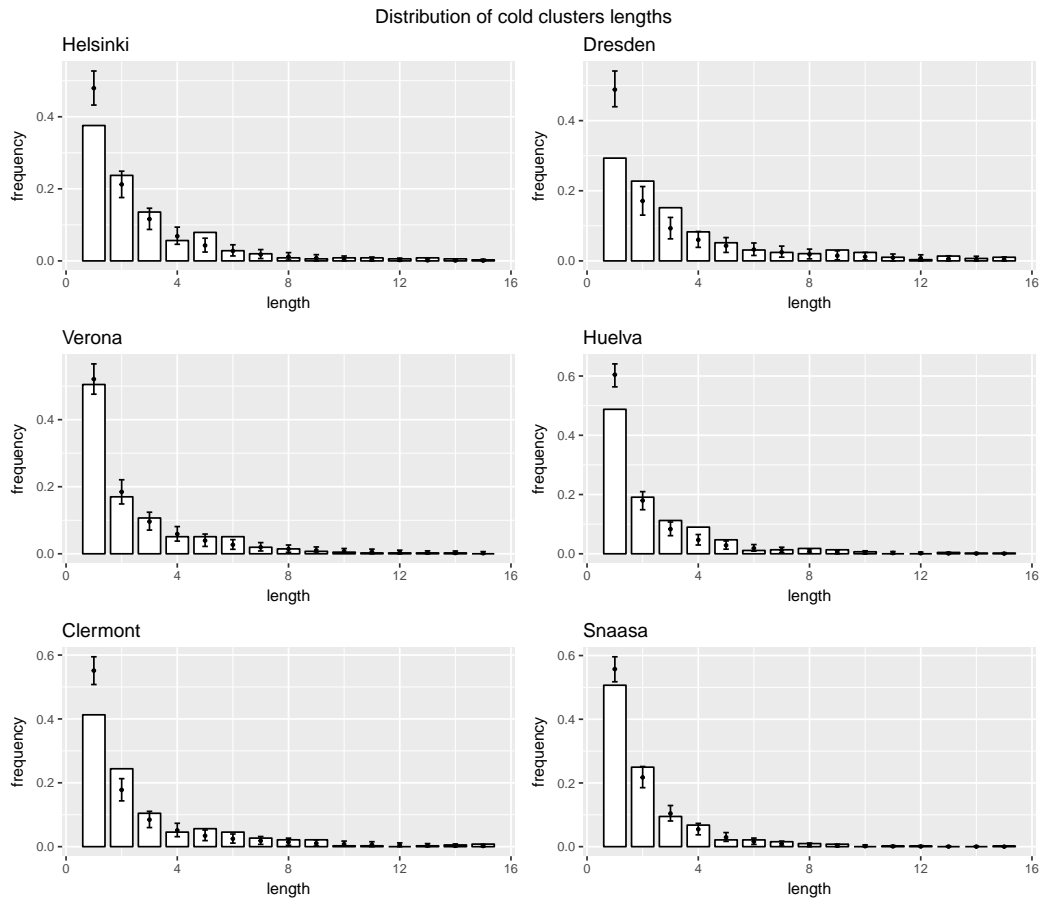 Distribution of cold clusters lengths
Helsinki
frequency
0.4
0.2
0.0
0 4 8 12 16
length
Dresden
frequency
0.4
0.2
0.0
0 4 8 12 16
length
Verona
frequency
0.4
0.2
0.0
0 4 8 12 16
length
Huelva
frequency
0.6
0.4
0.2
0.0
0 4 8 12 16
length
Clermont
frequency
0.6
0.4
0.2
0.0
0 4 8 12 16
length
Snaasa
frequency
0.6
0.4
0.2
0.0
0 4 8 12 16
length